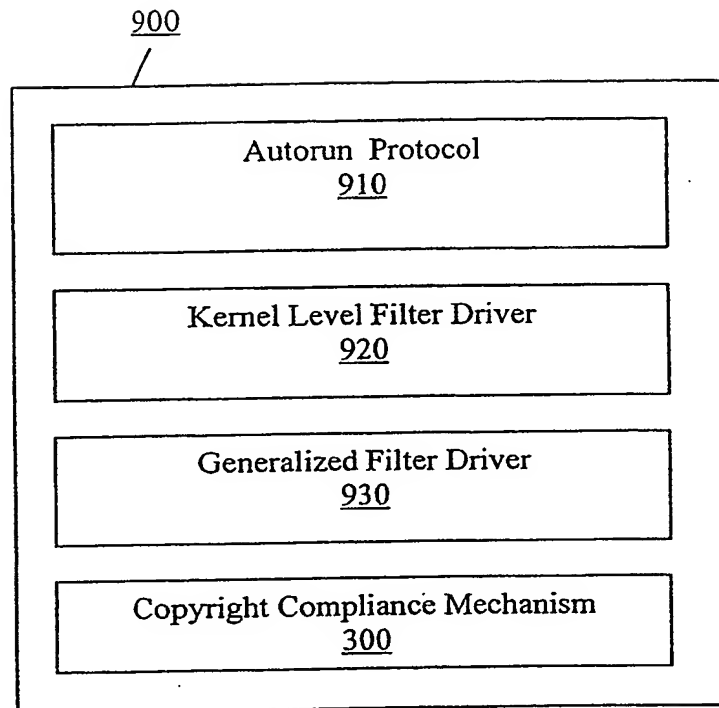 900
Autorun Protocol
910
Kernel Level Filter Driver
920
Generalized Filter Driver
930
Copyright Compliance Mechanism
300